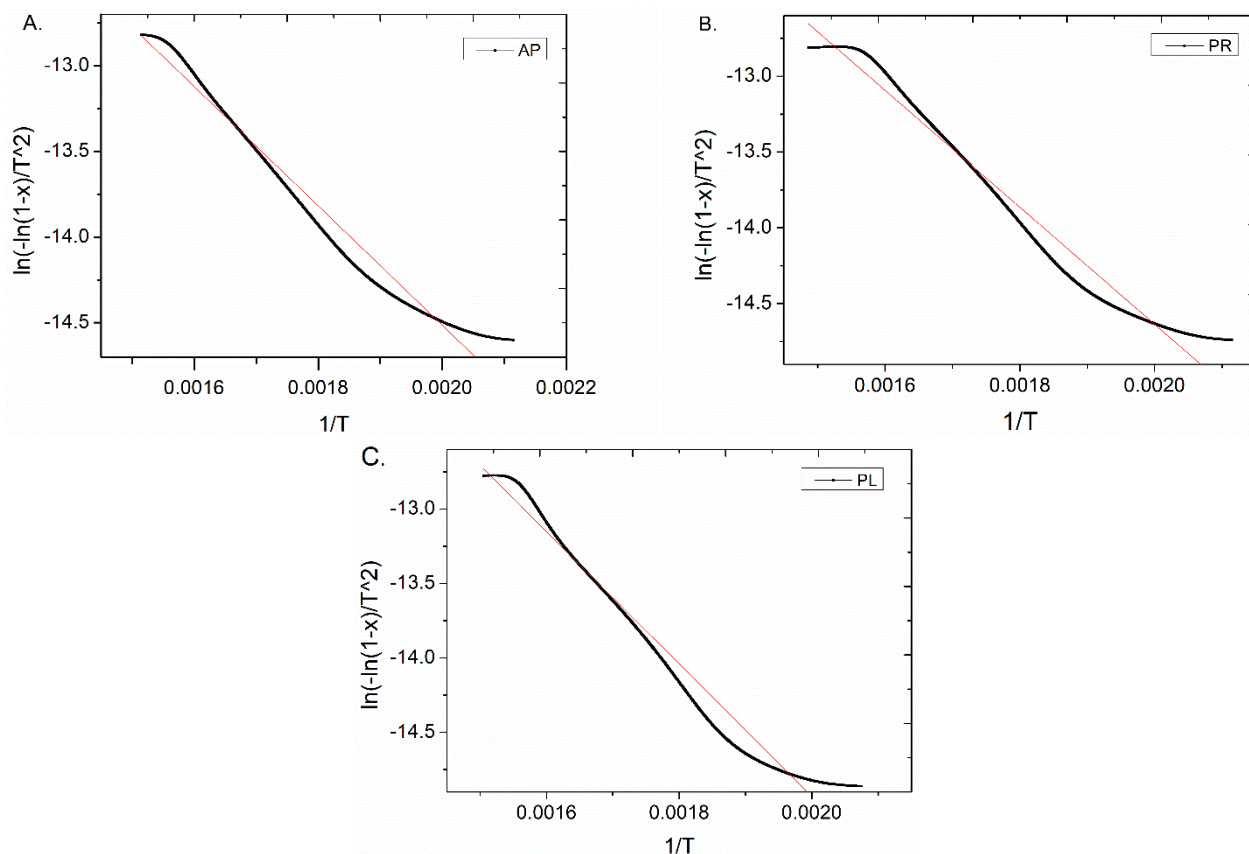 A.
AP
ln(-ln(1-x)/T^2)
-13.0
-13.5
-14.0
-14.5
0.0016 0.0018 0.0020 0.0022
1/T
B.
PR
ln(-ln(1-x)/T^2)
-13.0
-13.5
-14.0
-14.5
0.0016 0.0018 0.0020
1/T
C.
PL
ln(-ln(1-x)/T^2)
-13.0
-13.5
-14.0
-14.5
0.0016 0.0018 0.0020
1/T